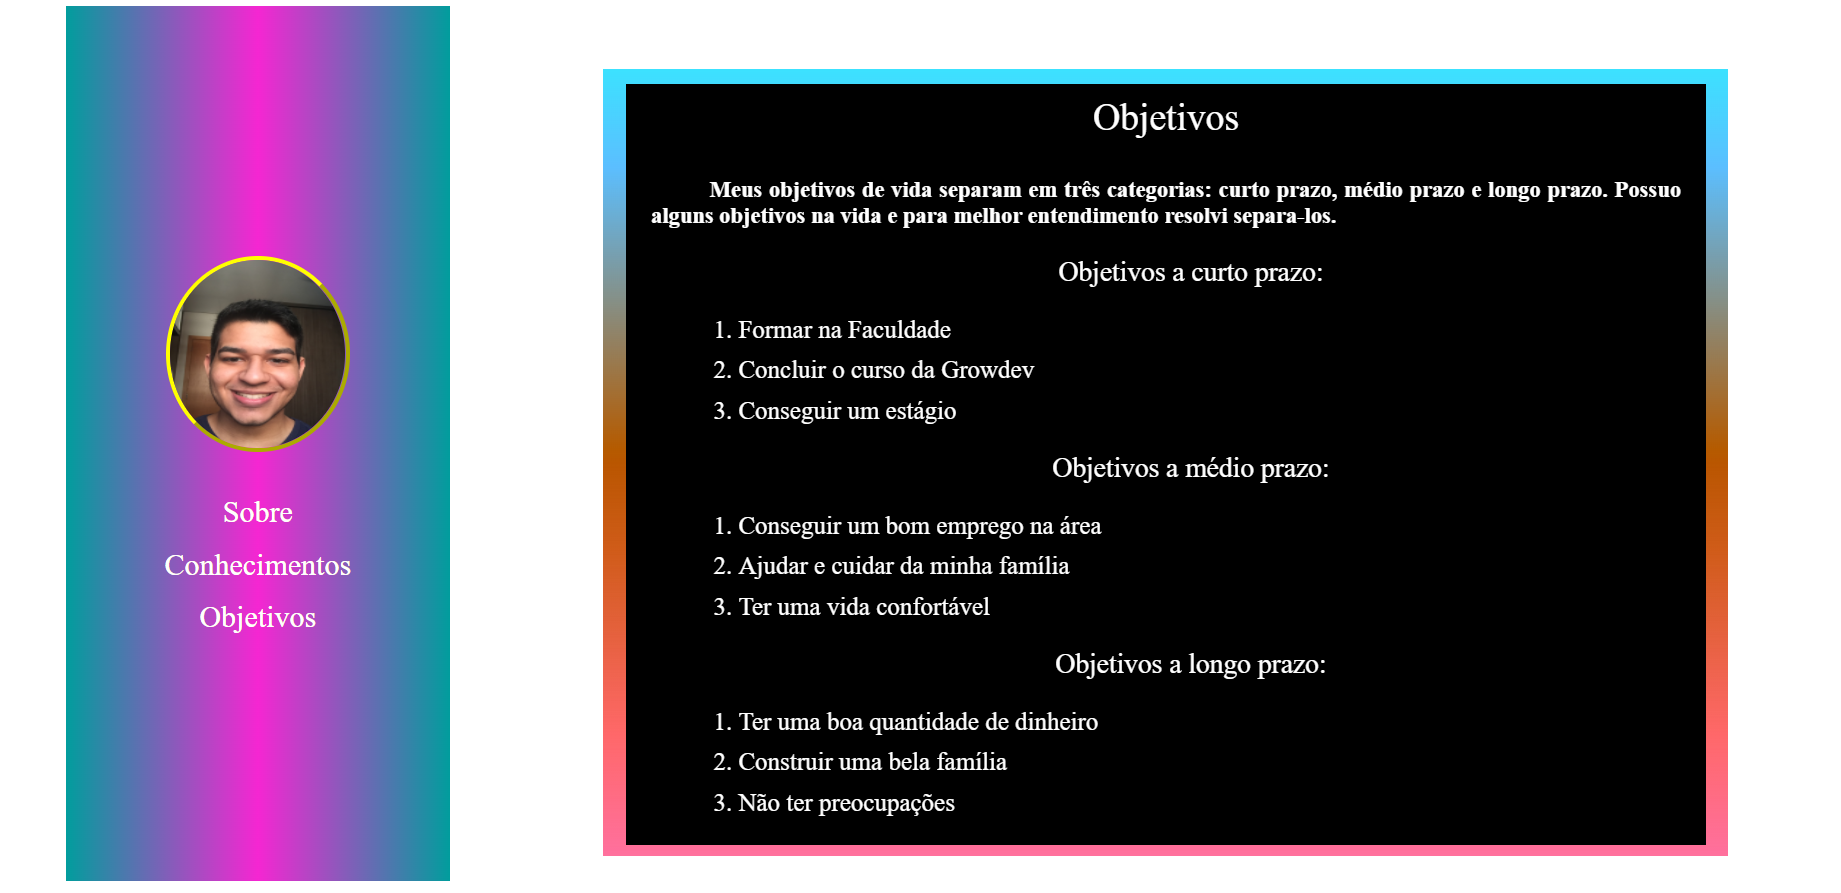 Sobre
Conhecimentos
Objetivos
Objetivos
Meus objetivos de vida separam em três categorias: curto prazo, médio prazo e longo prazo. Possuo
alguns objetivos na vida e para melhor entendimento resolvi separa-los.
Objetivos a curto prazo:
1. Formar na Faculdade
2. Concluir o curso da Growdev
3. Conseguir um estágio
Objetivos a médio prazo:
1. Conseguir um bom emprego na área
2. Ajudar e cuidar da minha família
3. Ter uma vida confortável
Objetivos a longo prazo:
1. Ter uma boa quantidade de dinheiro
2. Construir uma bela família
3. Não ter preocupações